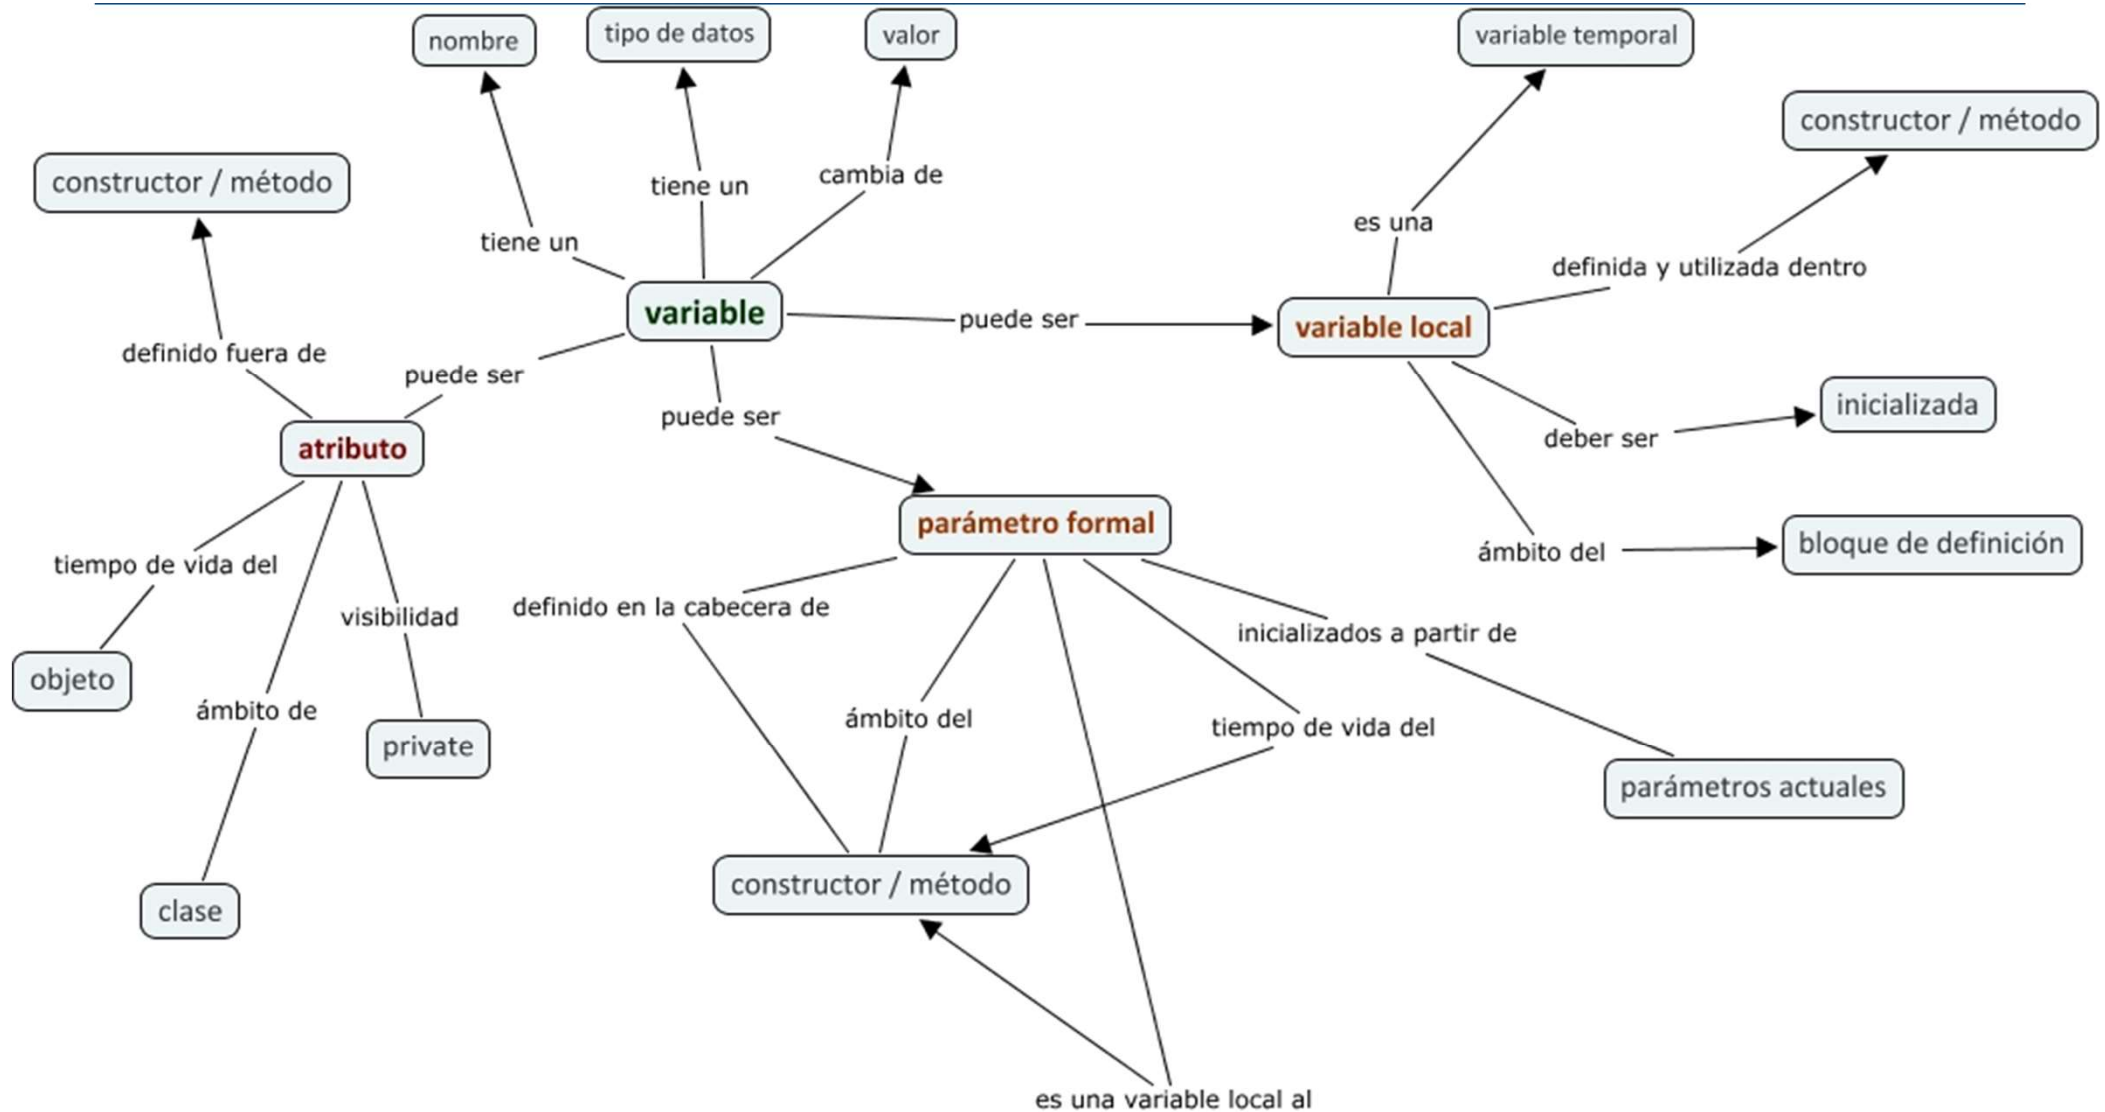 nombre
tipo de datos
valor
variable temporal
constructor / método
constructor / método
tiene un
cambia de
es una
tiene un
definida y utilizada dentro
variable
puede ser
variable local
definido fuera de
puede ser
puede ser
inicializada
deber ser
atributo
parámetro formal
ámbito del
bloque de definición
tiempo de vida del
visibilidad
definido en la cabecera de
inicializados a partir de
objeto
ámbito de
ámbito del
tiempo de vida del
private
parámetros actuales
constructor / método
clase
es una variable local al